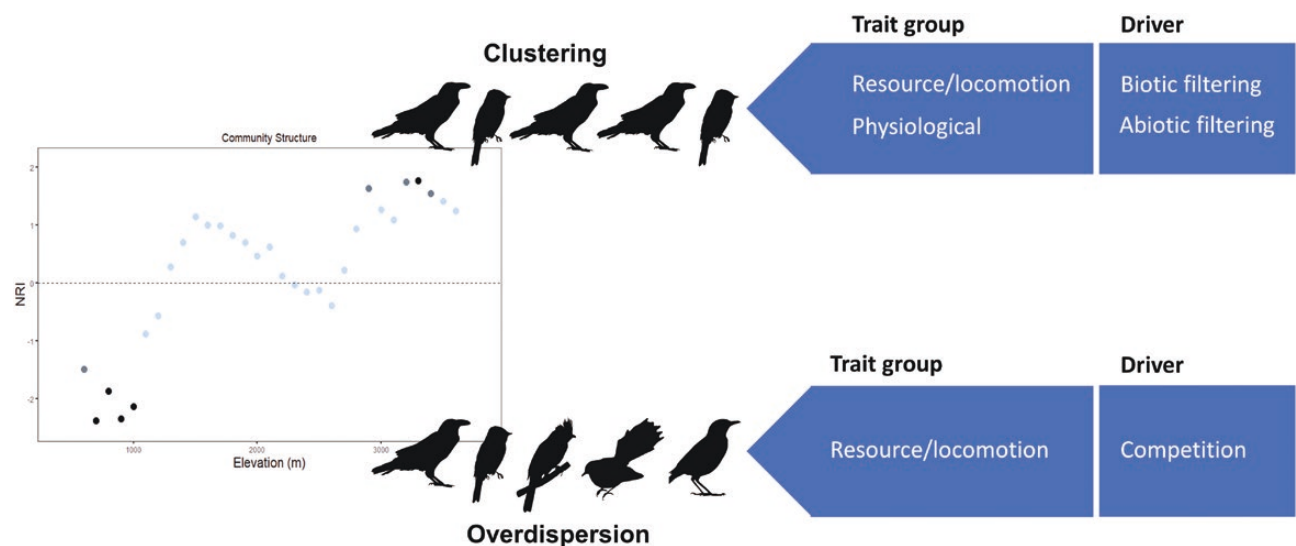 Trait group
Driver
Clustering
Resource/locomotion
Physiological
Biotic filtering
Abiotic filtering
Community Structure
2
1
0
-1
-2
NRI
1000
2000
3000
Elevation (m)
Trait group
Driver
Resource/locomotion
Competition
Overdispersion